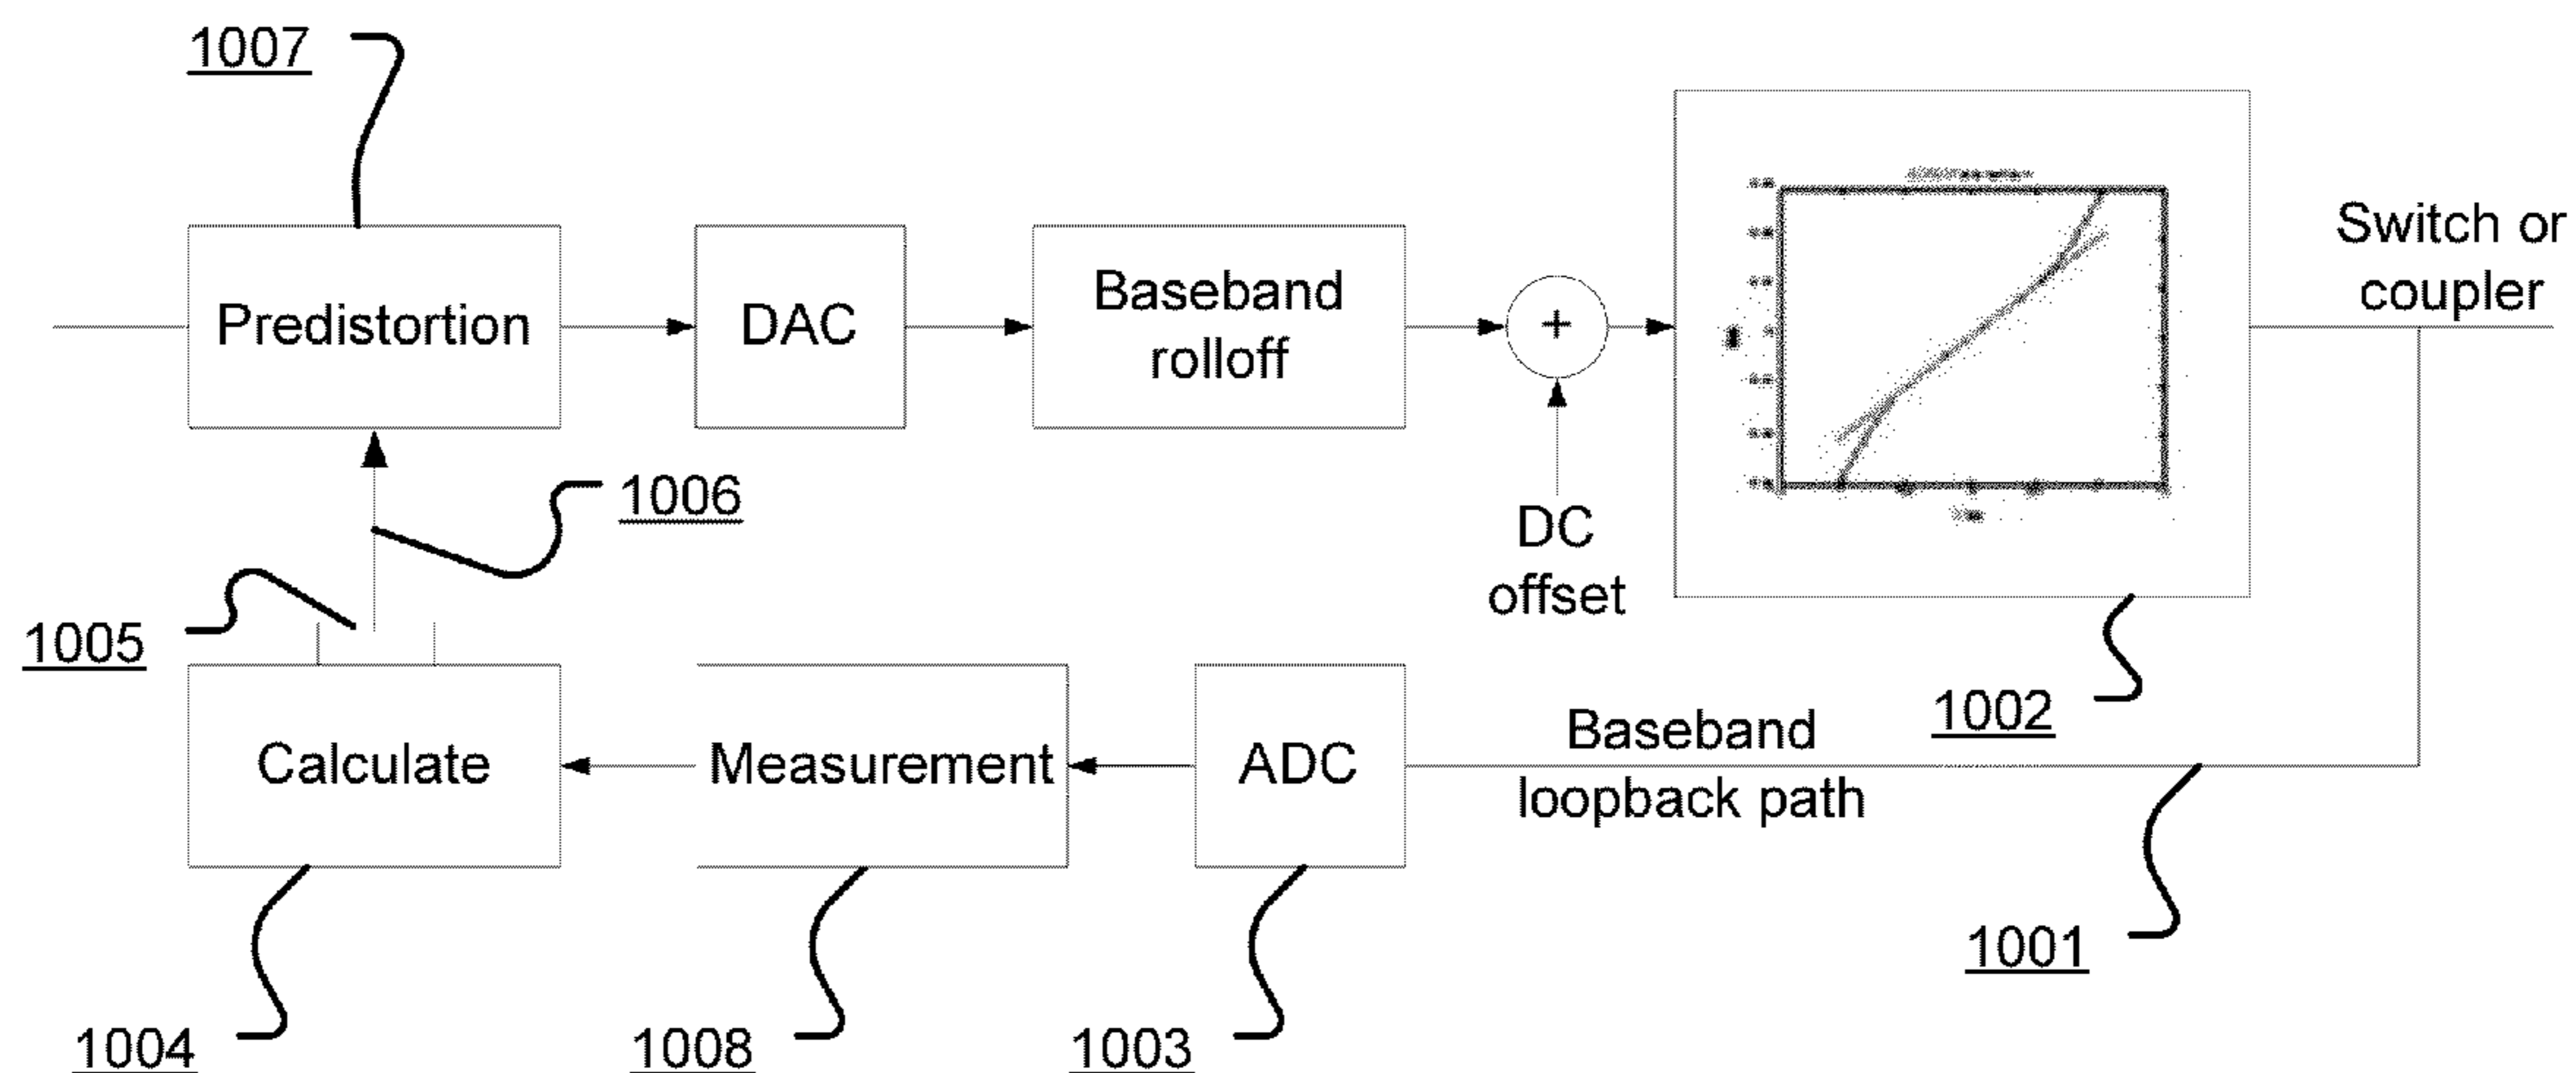 1007
Predistortion
DAC
Baseband
rolloff
+
DC
offset
Switch or
coupler
1006
1005
1002
Calculate
Measurement
ADC
Baseband
loopback path
1001
1004
1008
1003